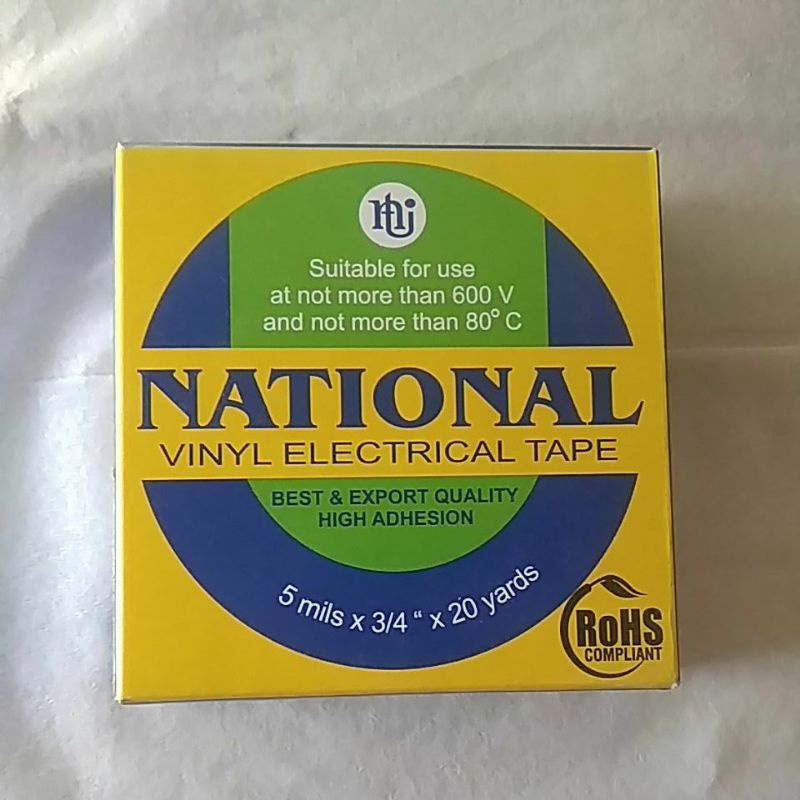 Suitable for use
at not more than 600 V
and not more than 80° C
NATIONAL
VINYL ELECTRICAL TAPE
BEST & EXPORT QUALITY
HIGH ADHESION
5 mils x 3/4 “ x 20 yards
RoHS
COMPLIANT